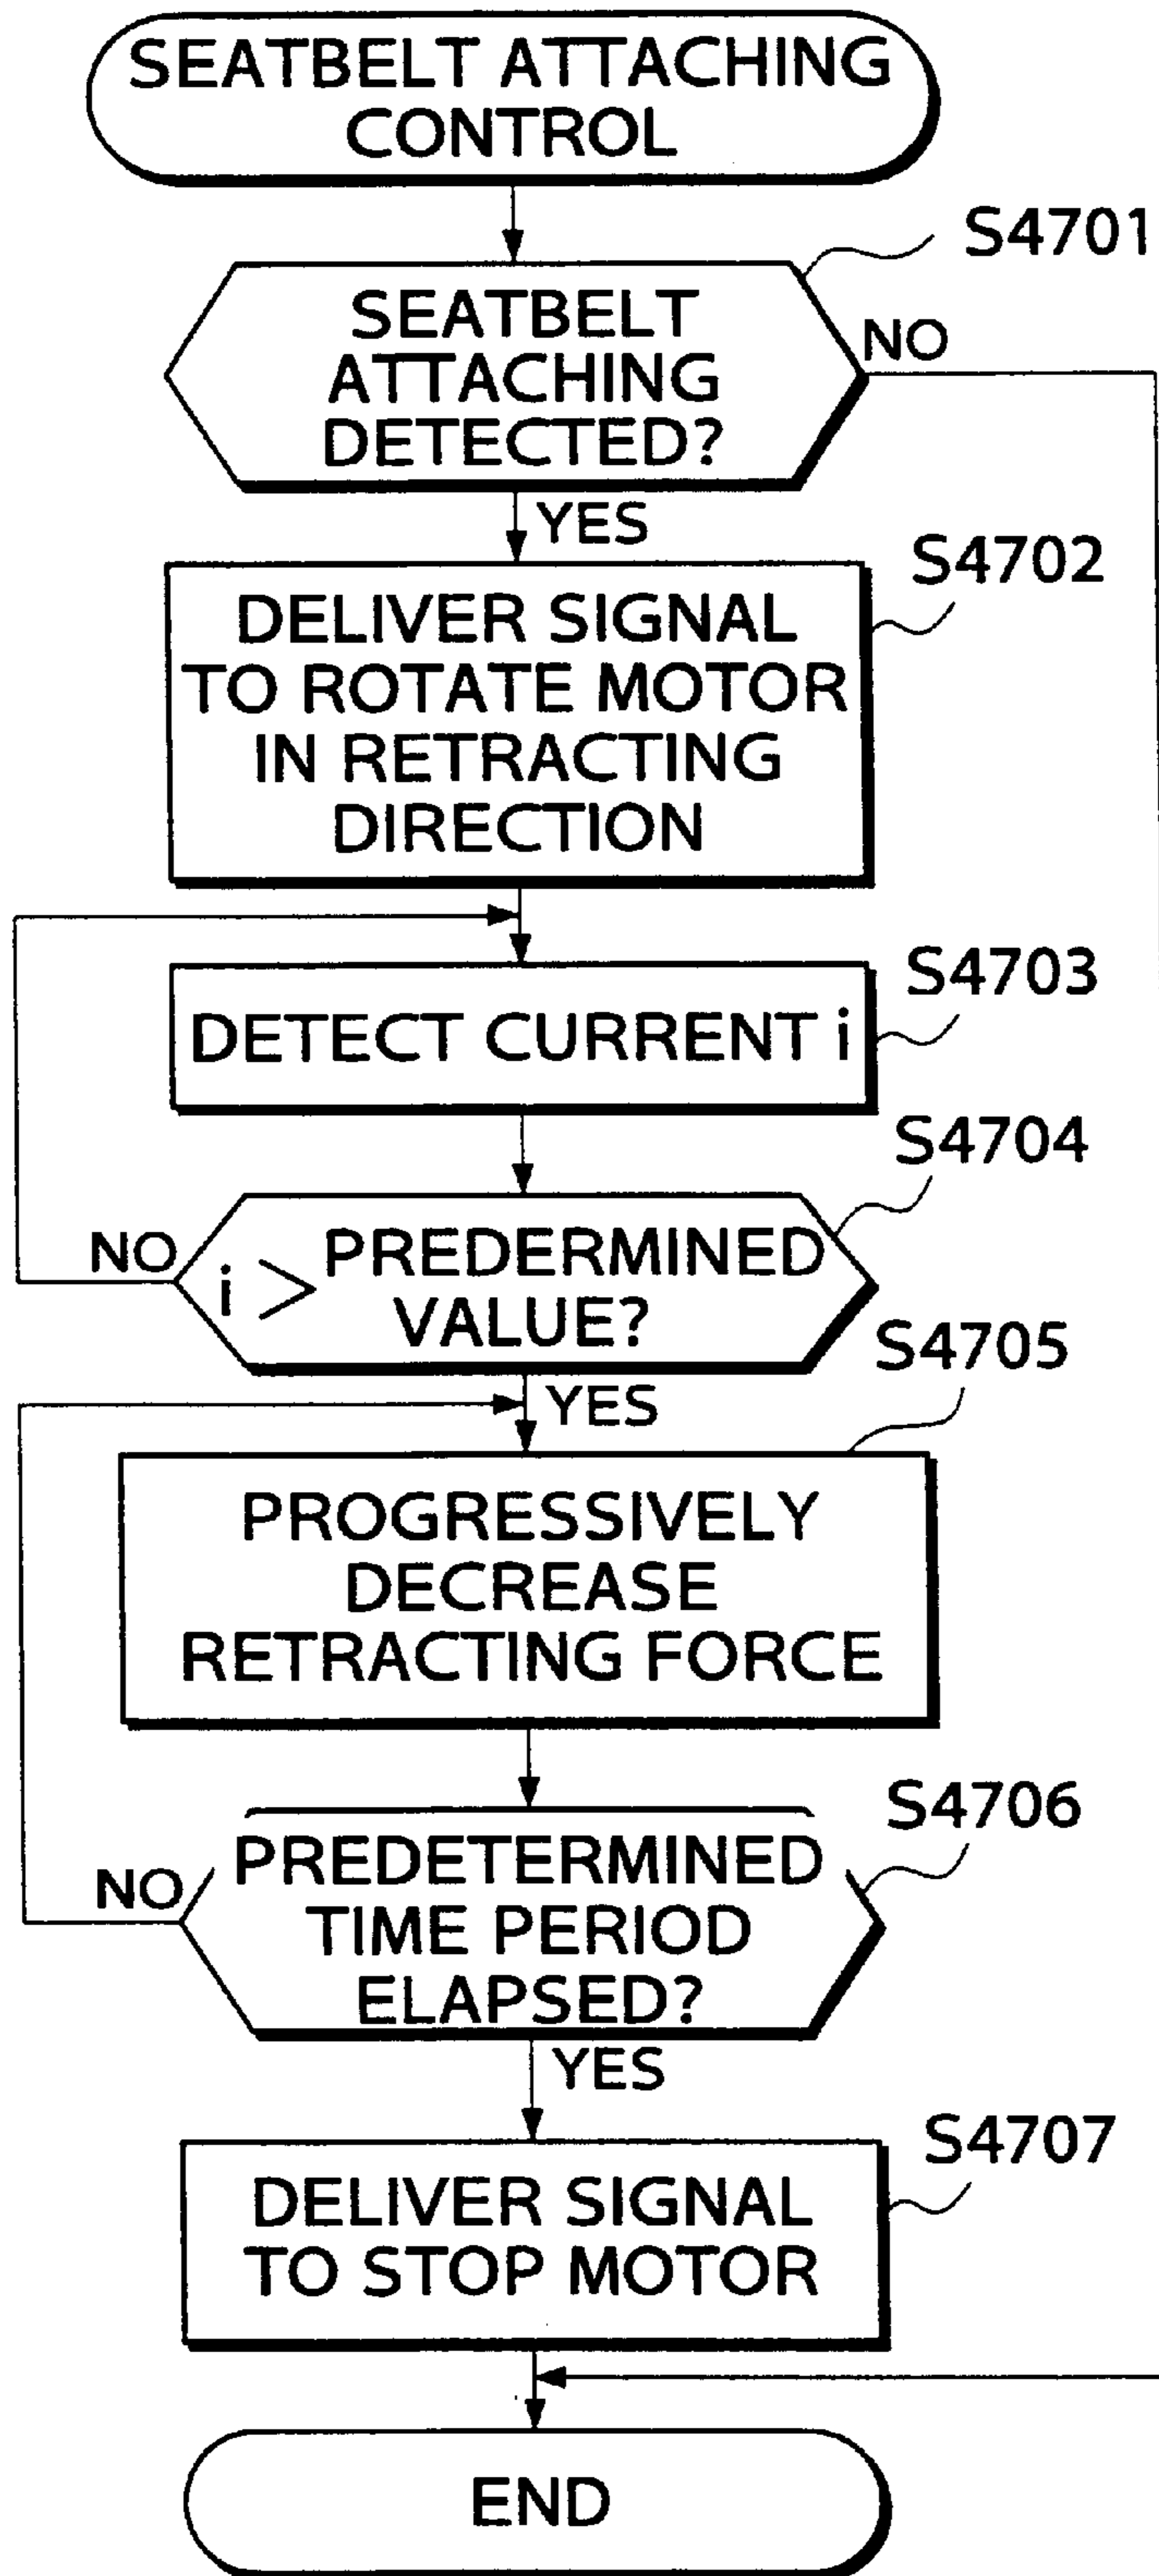 SEATBELT ATTACHING
CONTROL
S4701
SEATBELT
ATTACHING
DETECTED?
NO
YES
S4702
DELIVER SIGNAL
TO ROTATE MOTOR
IN RETRACTING
DIRECTION
S4703
DETECT CURRENT i
S4704
NO
i > PREDERMINED
VALUE?
S4705
YES
PROGRESSIVELY
DECREASE
RETRACTING FORCE
S4706
NO
PREDETERMINED
TIME PERIOD
ELAPSED?
YES
S4707
DELIVER SIGNAL
TO STOP MOTOR
END